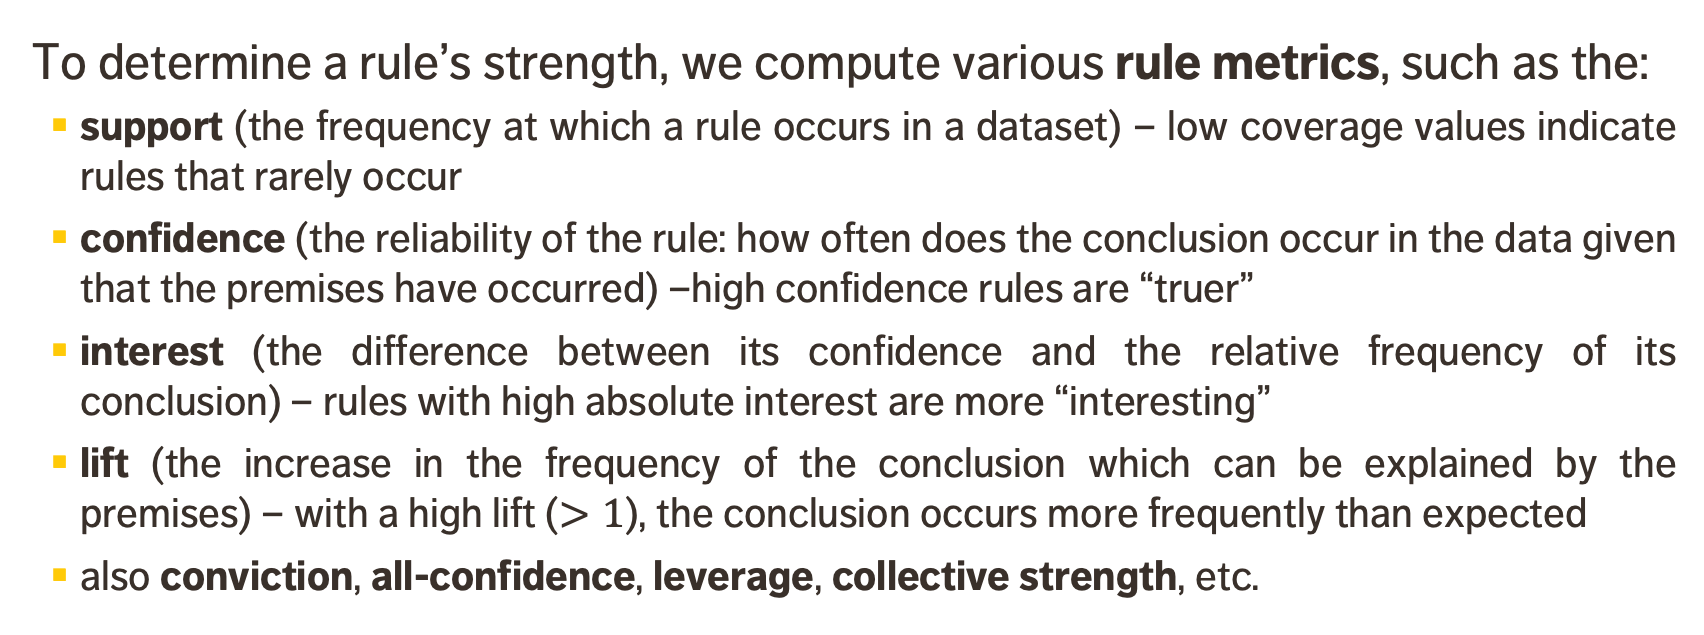 To determine a rule’s strength, we compute various rule metrics, such as the:
▪ support (the frequency at which a rule occurs in a dataset) – low coverage values indicate
rules that rarely occur
▪ confidence (the reliability of the rule: how often does the conclusion occur in the data given
that the premises have occurred) –high confidence rules are “truer”
▪ interest (the difference between its confidence and the relative frequency of its
conclusion) – rules with high absolute interest are more “interesting”
▪ lift (the increase in the frequency of the conclusion which can be explained by the
premises) – with a high lift (> 1), the conclusion occurs more frequently than expected
▪ also conviction, all-confidence, leverage, collective strength, etc.